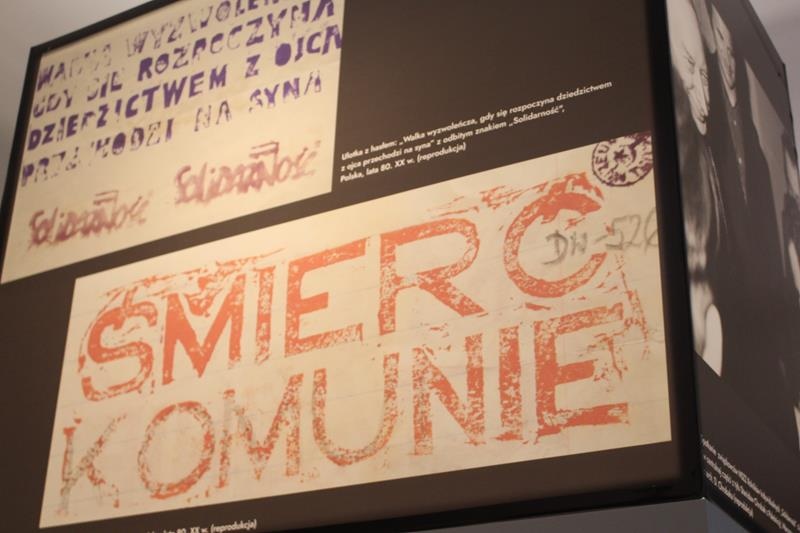 WALKA WYZWOLEŃ
GDY SIĘ ROZPOCZYNA
DZIEDZICTWEM Z OJCA
PRZECHODZI NA SYNA
Solidarność Solidarność
Ulotka z hasłem: „Walka wyzwoleńcza, gdy się rozpoczyna dziedzictwem
z ojca przechodzi na syna” z odbitym znakiem „Solidarność”,
Polska, lata 80. XX w. (reprodukcja)
DH-526
ŚMIERĆ
KOMUNIE
lata 80. XX w. (reprodukcja)